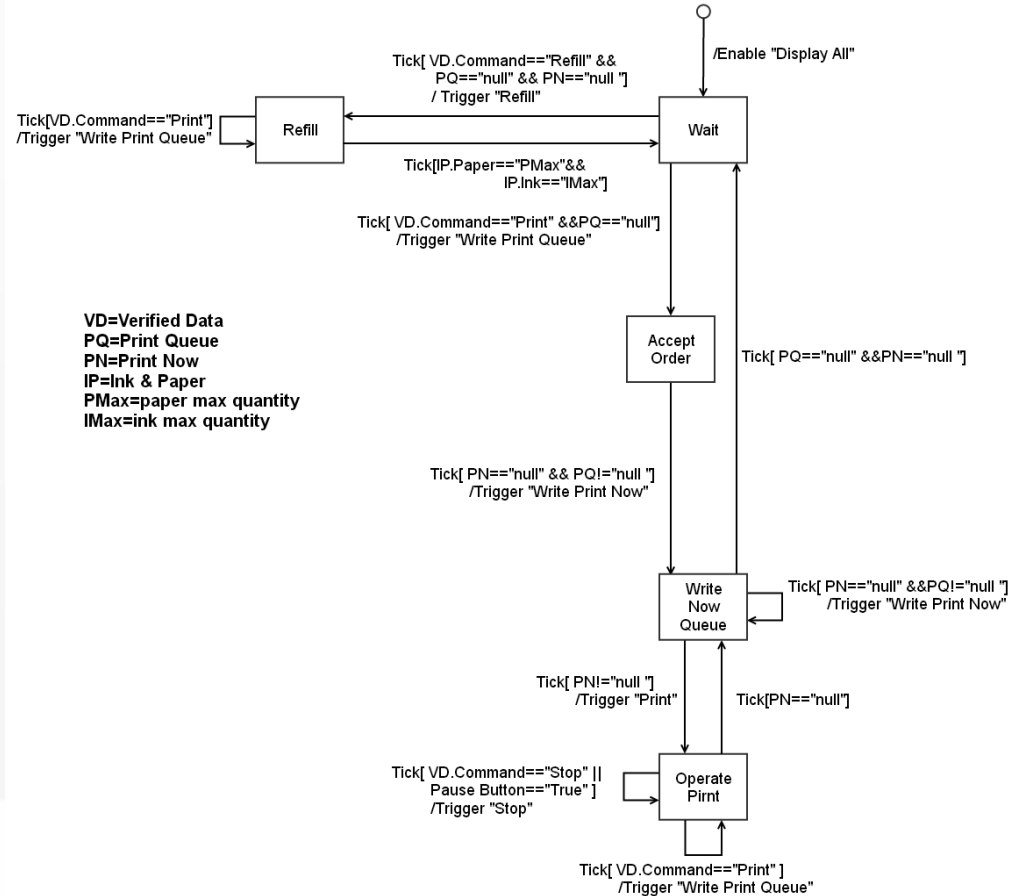 /Enable "Display All"
Tick[ VD.Command=="Refill" &&
PQ=="null" && PN=="null "]
/ Trigger "Refill"
Tick[VD.Command=="Print"]
/Trigger "Write Print Queue"
Refill
Wait
Tick[IP.Paper=="PMax"&&
IP.Ink=="IMax"]
Tick[ VD.Command=="Print" &&PQ=="null"]
/Trigger "Write Print Queue"
VD=Verified Data
PQ=Print Queue
PN=Print Now
IP=Ink & Paper
PMax=paper max quantity
IMax=ink max quantity
Accept
Order
Tick[ PQ=="null" &&PN=="null "]
Tick[ PN=="null" && PQ!="null "]
/Trigger "Write Print Now"
Write
Now
Queue
Tick[ PN=="null" &&PQ!="null "]
/Trigger "Write Print Now"
Tick[ PN!="null "]
/Trigger "Print"
Tick[PN=="null"]
Tick[ VD.Command=="Stop" ||
Pause Button=="True" ]
/Trigger "Stop"
Operate
Pirnt
Tick[ VD.Command=="Print" ]
/Trigger "Write Print Queue"